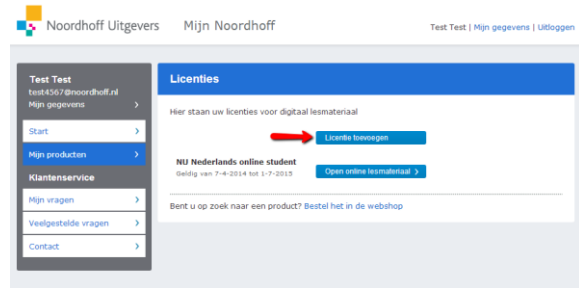 Noordhoff Uitgevers Mijn Noordhoff
Test Test | Mijn gegevens | Uitloggen
Test Test
test4567@noordhoff.nl
Mijn gegevens >
Start >
Mijn producten >
Klantenservice
Mijn vragen >
Veelgestelde vragen >
Contact >
Licenties
Hier staan uw licenties voor digitaal lesmateriaal
Licentie toevoegen
NU Nederlands online student
Geldig van 7-4-2014 tot 1-7-2015
Open online lesmateriaal >
Bent u op zoek naar een product? Bestel het in de webshop